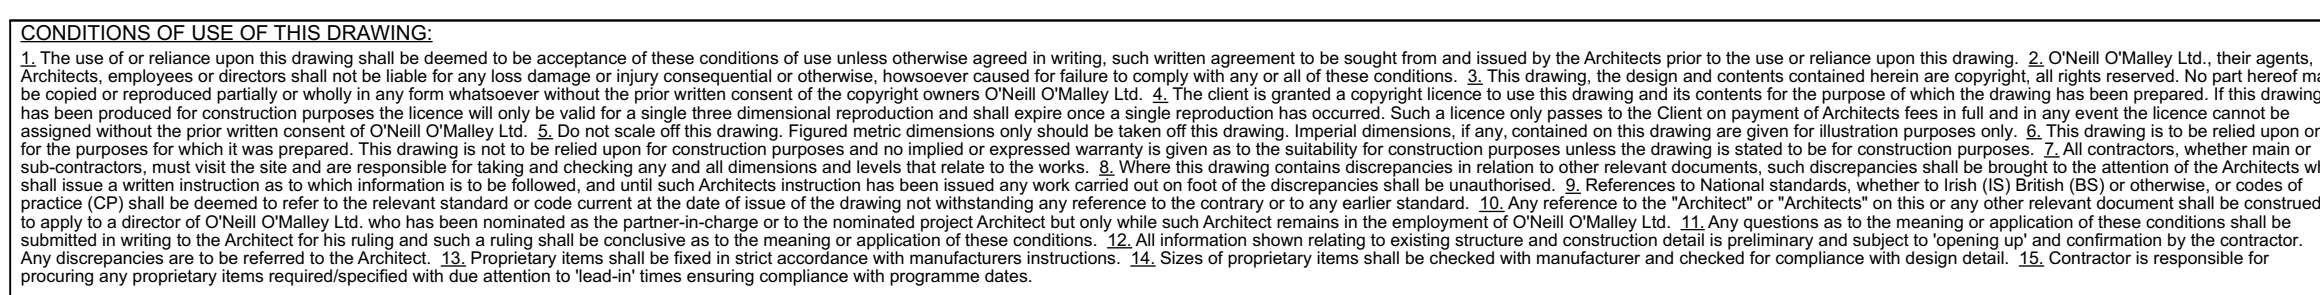 CONDITIONS OF USE OF THIS DRAWING:
1. The use of or reliance upon this drawing shall be deemed to be acceptance of these conditions of use unless otherwise agreed in writing, such written agreement to be sought from and issued by the Architects prior to the use or reliance upon this drawing. 2. O'Neill O'Malley Ltd., their agents,
Architects, employees or directors shall not be liable for any loss damage or injury consequential or otherwise, howsoever caused for failure to comply with any or all of these conditions. 3. This drawing, the design and contents contained herein are copyright, all rights reserved. No part hereof
be copied or reproduced partially or wholly in any form whatsoever without the prior written consent of the copyright owners O'Neill O'Malley Ltd. 4. The client is granted a copyright licence to use this drawing and its contents for the purpose of which the drawing has been prepared. If this drawing
has been produced for construction purposes the licence will only be valid for a single three dimensional reproduction and shall expire once a single reproduction has occurred. Such a licence only passes to the Client on payment of Architects fees in full and in any event the licence cannot be
assigned without the prior written consent of O'Neill O'Malley Ltd. 5. Do not scale off this drawing. Figured metric dimensions only should be taken off this drawing. Imperial dimensions, if any, contained on this drawing are given for illustration purposes only. 6. This drawing is to be relied upon
for the purposes for which it was prepared. This drawing is not to be relied upon for construction purposes and no implied or expressed warranty is given as to the suitability for construction purposes unless the drawing is stated to be for construction purposes. 7. All contractors, whether main or
sub-contractors, must visit the site and are responsible for taking and checking any and all dimensions and levels that relate to the works. 8. Where this drawing contains discrepancies in relation to other relevant documents, such discrepancies shall be brought to the attention of the Architects
shall issue a written instruction as to which information is to be followed, and until such Architects instruction has been issued any work carried out on foot of the discrepancies shall be unauthorised. 9. References to National standards, whether to Irish (IS) British (BS) or otherwise, or codes of
practice (CP) shall be deemed to refer to the relevant standard or code current at the date of issue of the drawing not withstanding any reference to the contrary or to any earlier standard. 10. Any reference to the "Architect" or "Architects" on this or any other relevant document shall be construed
to apply to a director of O'Neill O'Malley Ltd. who has been nominated as the partner-in-charge or to the nominated project Architect but only while such Architect remains in the employment of O'Neill O'Malley Ltd. 11. Any questions as to the meaning or application of these conditions shall be
submitted in writing to the Architect for his ruling and such a ruling shall be conclusive as to the meaning or application of these conditions. 12. All information shown relating to existing structure and construction detail is preliminary and subject to 'opening up' and confirmation by the contractor.
Any discrepancies are to be referred to the Architect. 13. Proprietary items shall be fixed in strict accordance with manufacturers instructions. 14. Sizes of proprietary items shall be checked with manufacturer and checked for compliance with design detail. 15. Contractor is responsible for
procuring any proprietary items required/specified with due attention to 'lead-in' times ensuring compliance with programme dates.